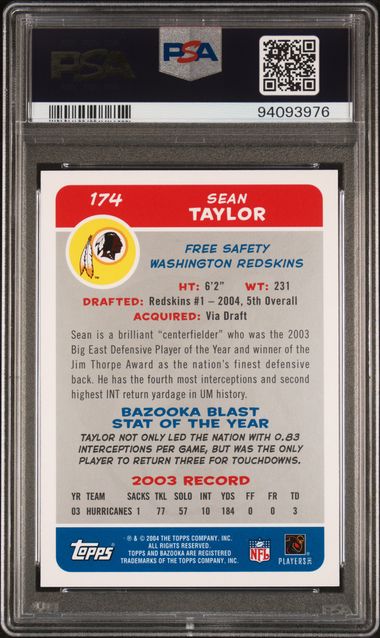 PSA
PSA
94093976
174
SEAN
TAYLOR
FREE SAFETY
WASHINGTON REDSKINS
HT: 6'2" WT: 231
DRAFTED: Redskins #1 – 2004, 5th Overall
ACQUIRED: Via Draft
Sean is a brilliant "centerfielder" who was the 2003
Big East Defensive Player of the Year and winner of the
Jim Thorpe Award as the nation's finest defensive
back. He has the fourth most interceptions and second
highest INT return yardage in UM history.
BAZOOKA BLAST
STAT OF THE YEAR
TAYLOR NOT ONLY LED THE NATION WITH 0.83
INTERCEPTIONS PER GAME, BUT WAS THE ONLY
PLAYER TO RETURN THREE FOR TOUCHDOWNS.
2003 RECORD
YR TEAM SACKS TKL SOLO INT YDS FF FR TD
03 HURRICANES 1 77 57 10 184 0 0 3
Topps
® & © 2004 THE TOPPS COMPANY, INC.
ALL RIGHTS RESERVED.
TOPPS AND BAZOOKA ARE REGISTERED
TRADEMARKS OF THE TOPPS COMPANY, INC.
NFL
PLAYERS INC